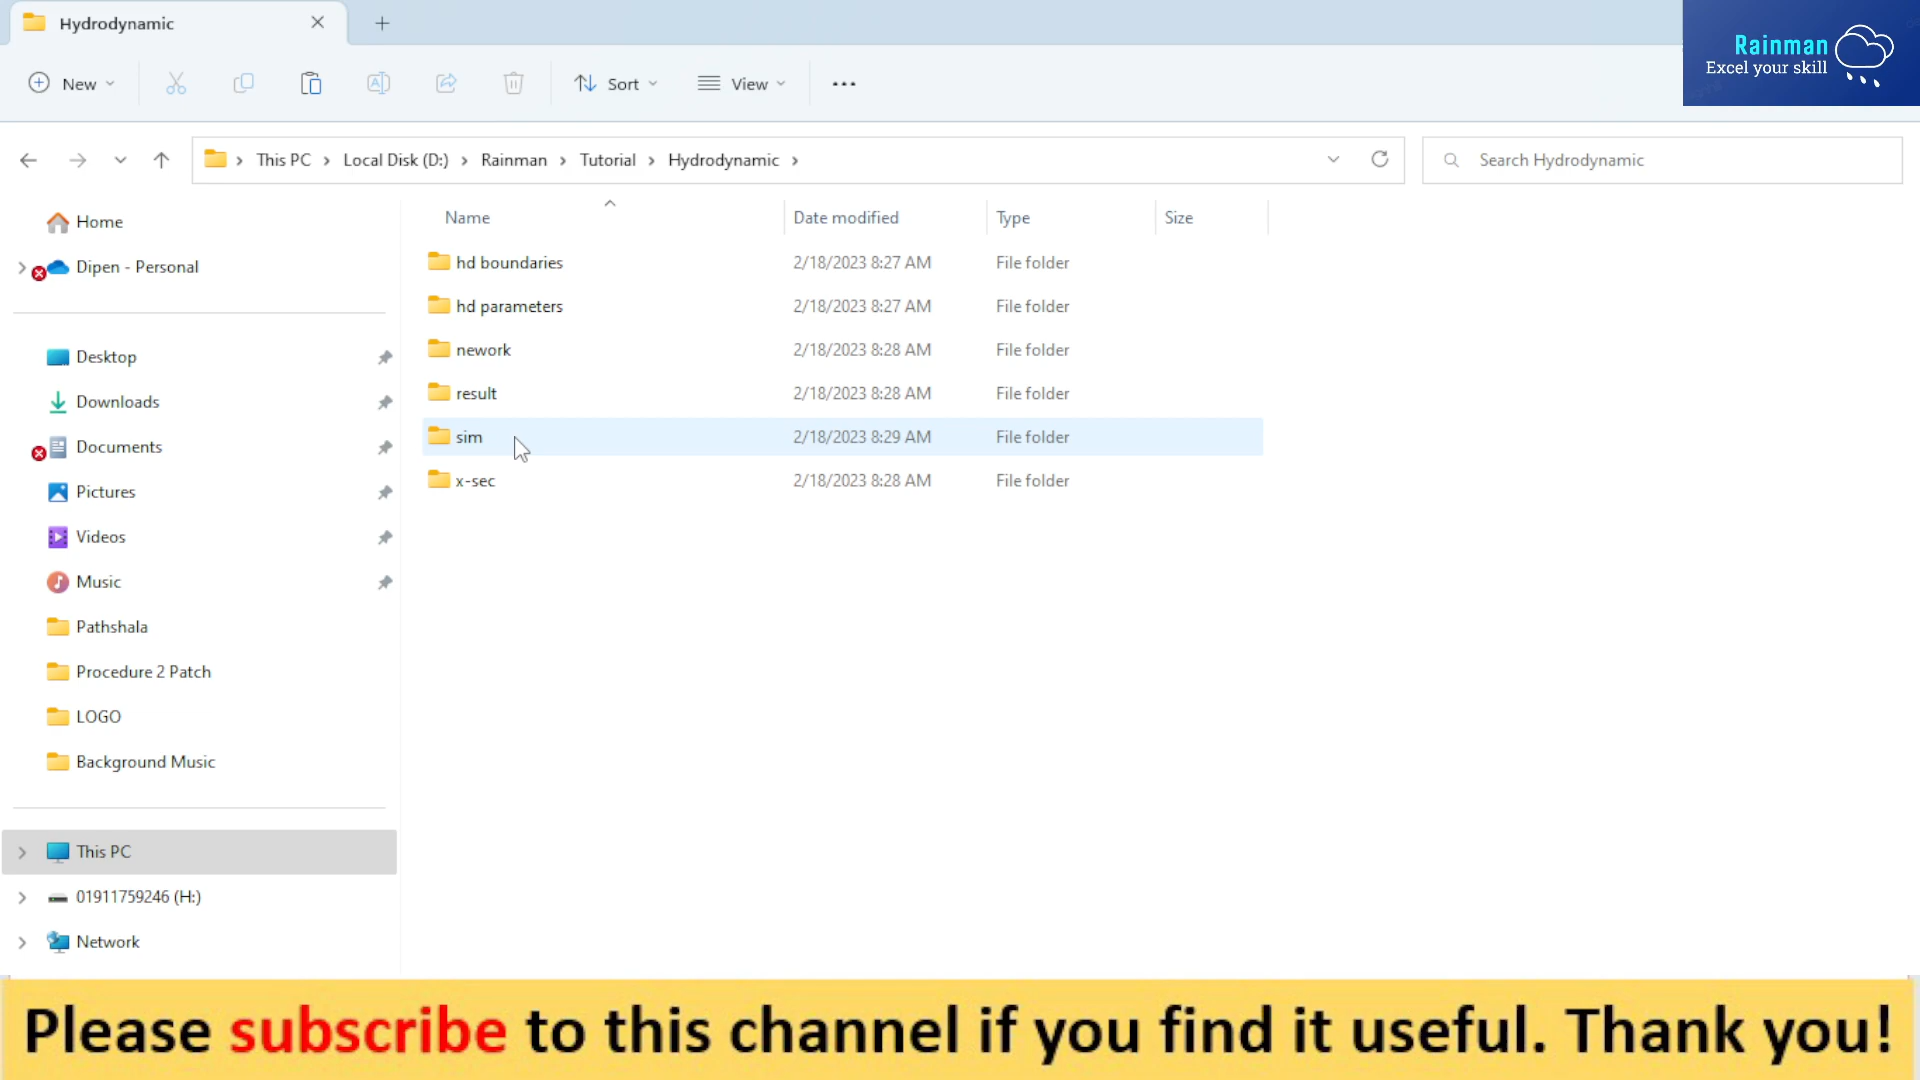 Hydrodynamic
Rainman
Excel your skill
New
Sort
View
This PC
Local Disk (D:)
Rainman
Tutorial
Hydrodynamic
Search Hydrodynamic
Home
Dipen - Personal
Desktop
Downloads
Documents
Pictures
Videos
Music
Pathshala
Procedure 2 Patch
LOGO
Background Music
This PC
01911759246 (H:)
Network
Name Date modified Type Size
hd boundaries 2/18/2023 8:27 AM File folder
hd parameters 2/18/2023 8:27 AM File folder
nework 2/18/2023 8:28 AM File folder
result 2/18/2023 8:28 AM File folder
sim 2/18/2023 8:29 AM File folder
x-sec 2/18/2023 8:28 AM File folder
Please subscribe to this channel if you find it useful. Thank you!